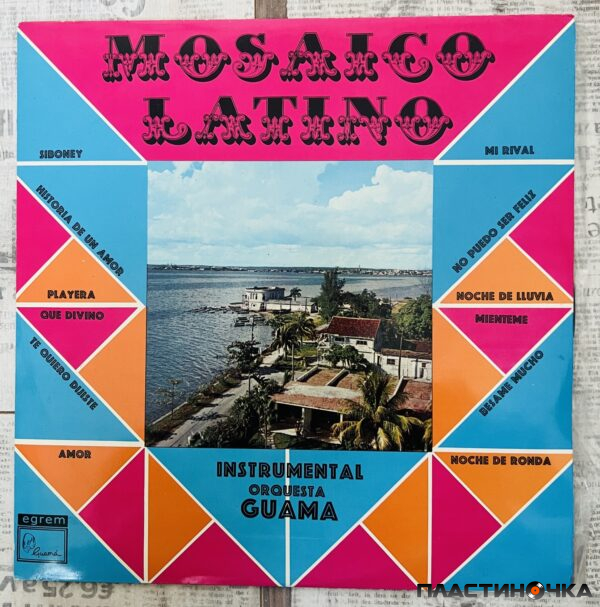 MOSAICO
LATINO
SIBONEY
MI RIVAL
HISTORIA DE UN AMOR
NO PUEDO SER FELIZ
PLAYERA
NOCHE DE LLUVIA
QUE DIVINO
MIENTEME
TE QUIERO DIJISTE
BESAME MUCHO
AMOR
NOCHE DE RONDA
INSTRUMENTAL
ORQUESTA
GUAMA
egrem
Guamá
ПЛАСТИНОЧКА